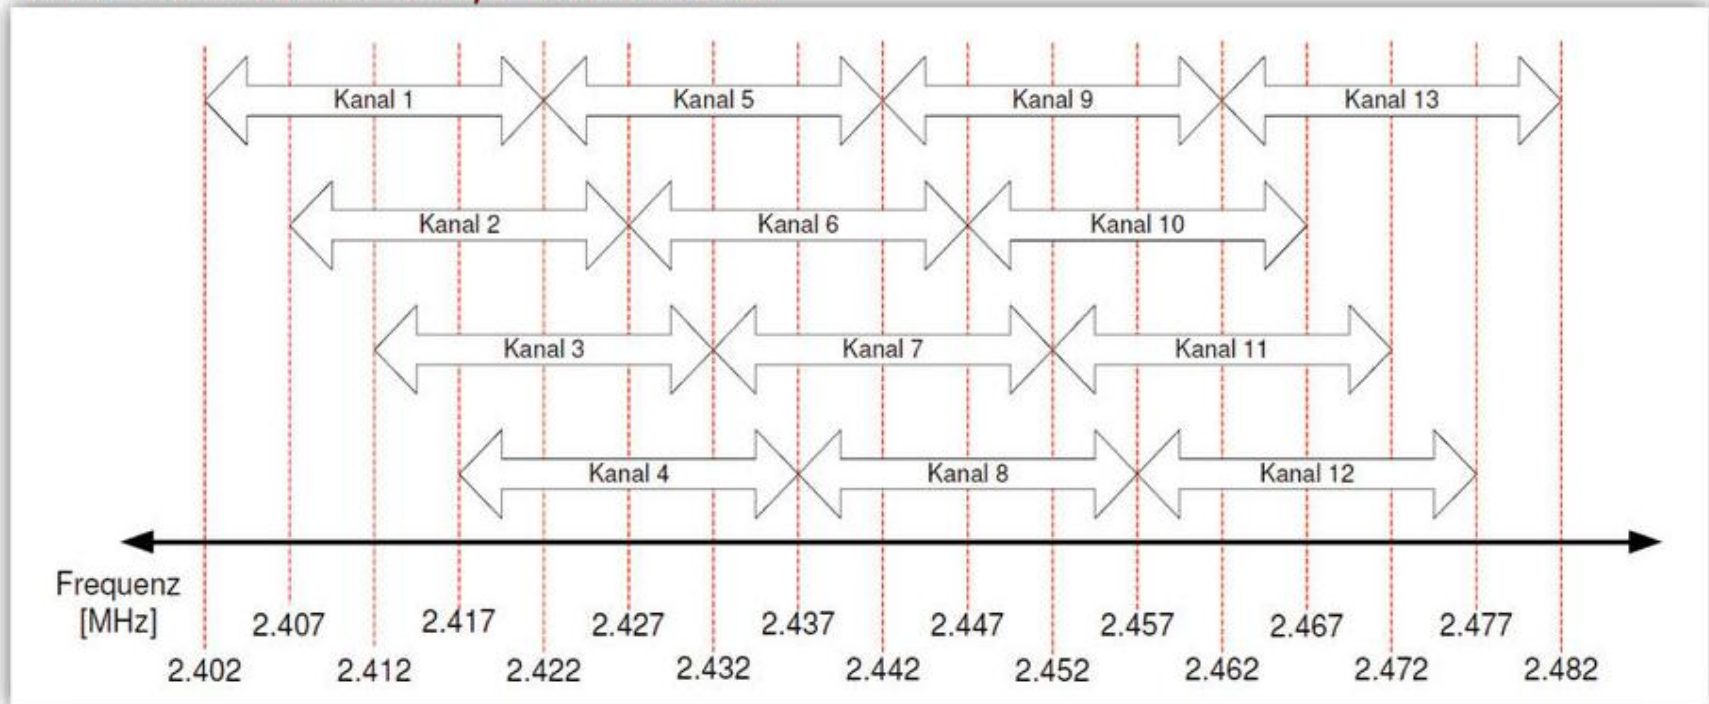 Kanal 1 Kanal 5 Kanal 9 Kanal 13
Kanal 2 Kanal 6 Kanal 10
Kanal 3 Kanal 7 Kanal 11
Kanal 4 Kanal 8 Kanal 12
Frequenz
[MHz] 2.407 2.417 2.427 2.437 2.447 2.457 2.467 2.477
2.402 2.412 2.422 2.432 2.442 2.452 2.462 2.472 2.482